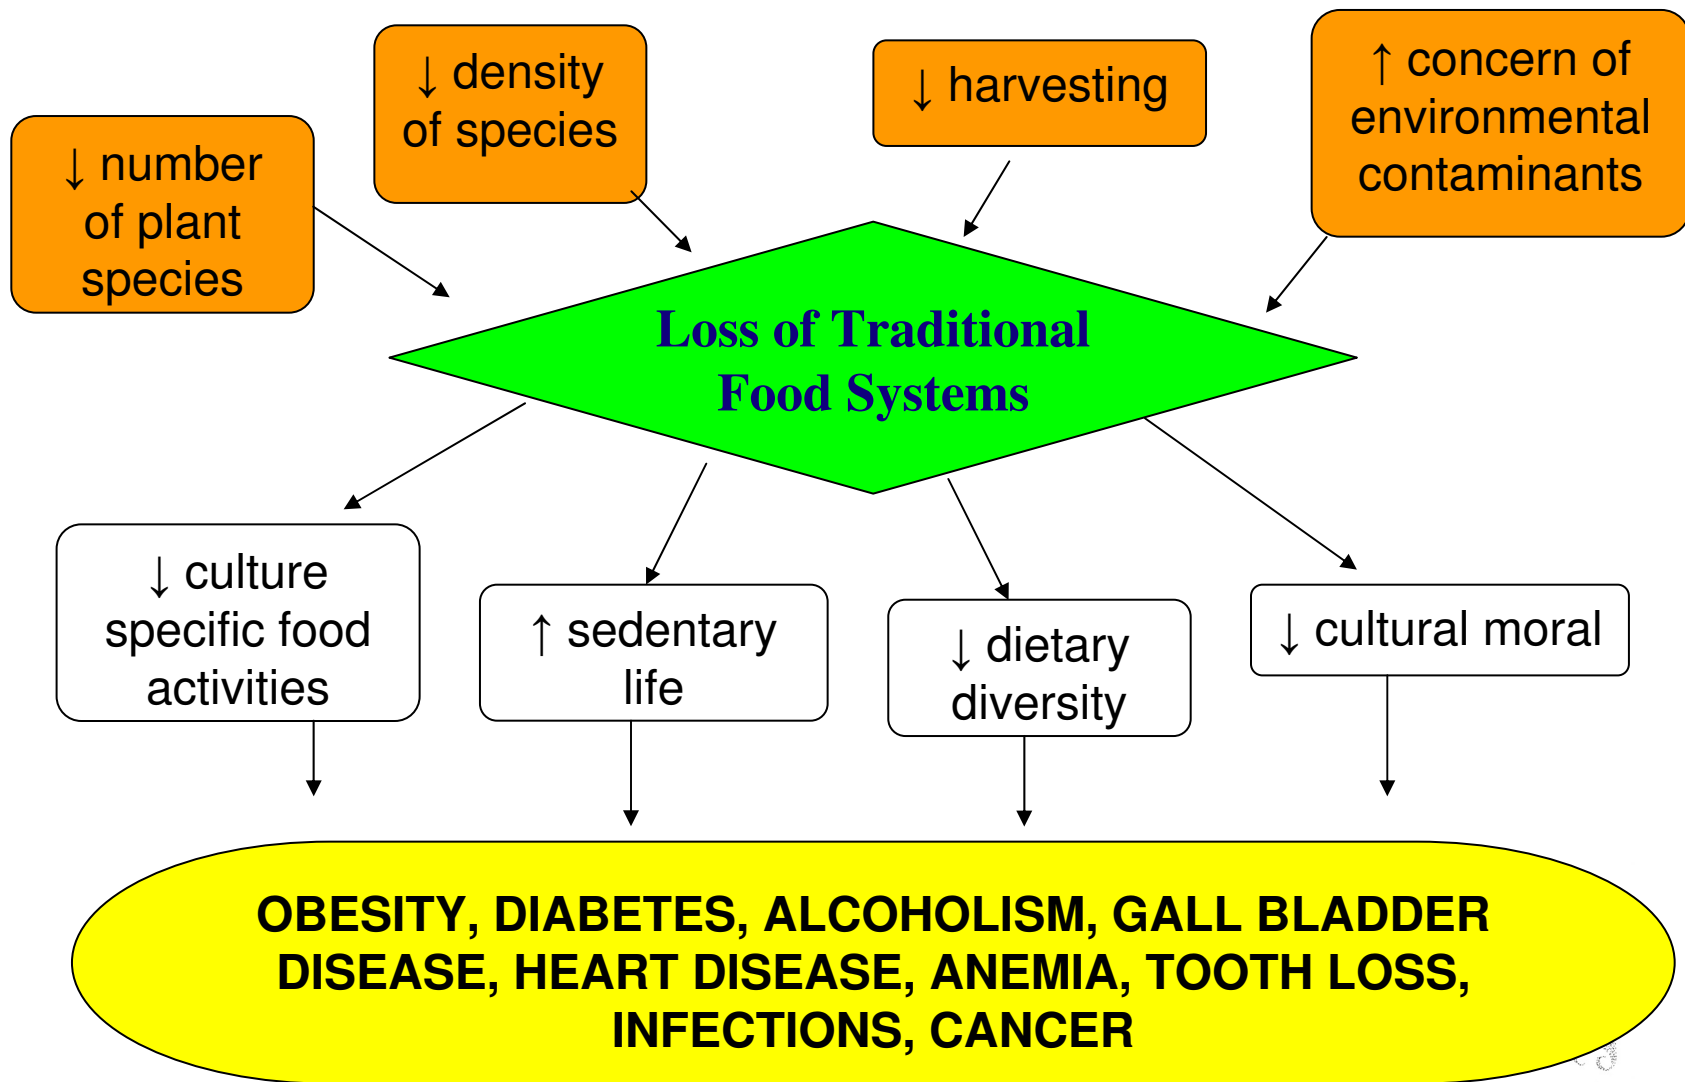 ↓ number
of plant
species
↓ density
of species
↓ harvesting
↑ concern of
environmental
contaminants
Loss of Traditional
Food Systems
↓ culture
specific food
activities
↑ sedentary
life
↓ dietary
diversity
↓ cultural moral
OBESITY, DIABETES, ALCOHOLISM, GALL BLADDER
DISEASE, HEART DISEASE, ANEMIA, TOOTH LOSS,
INFECTIONS, CANCER